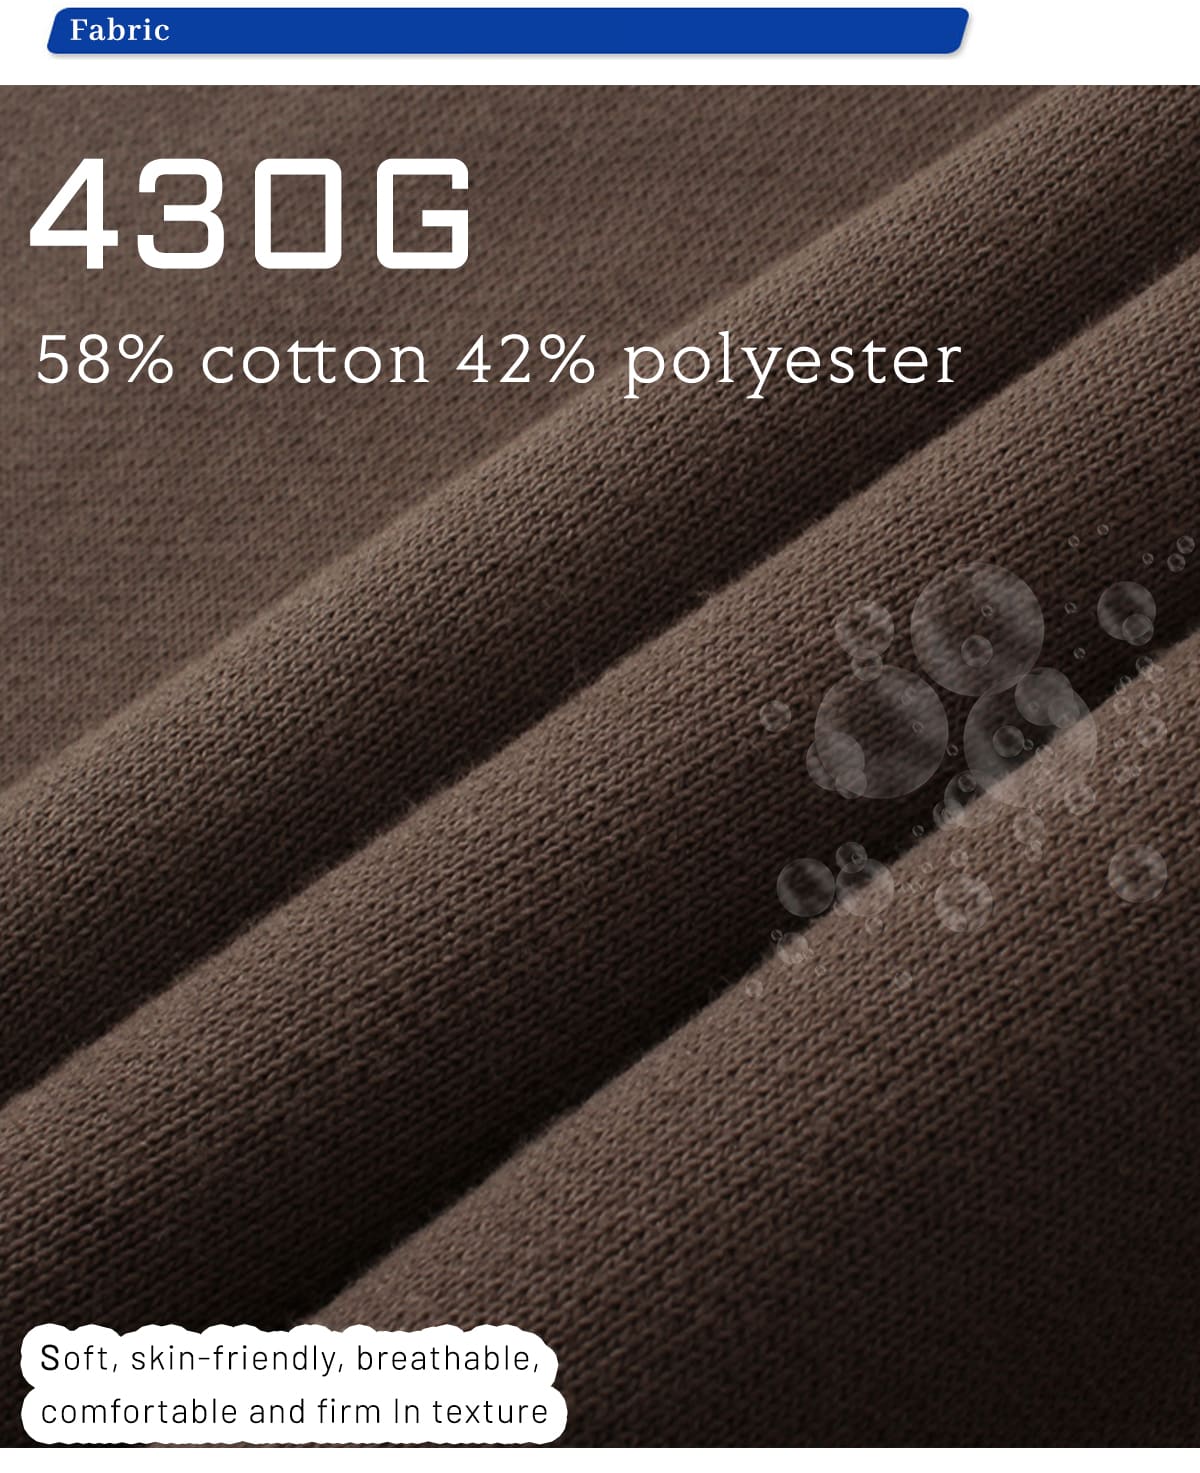 Fabric
430G
58% cotton 42% polyester
Soft, skin-friendly, breathable,
comfortable and firm In texture